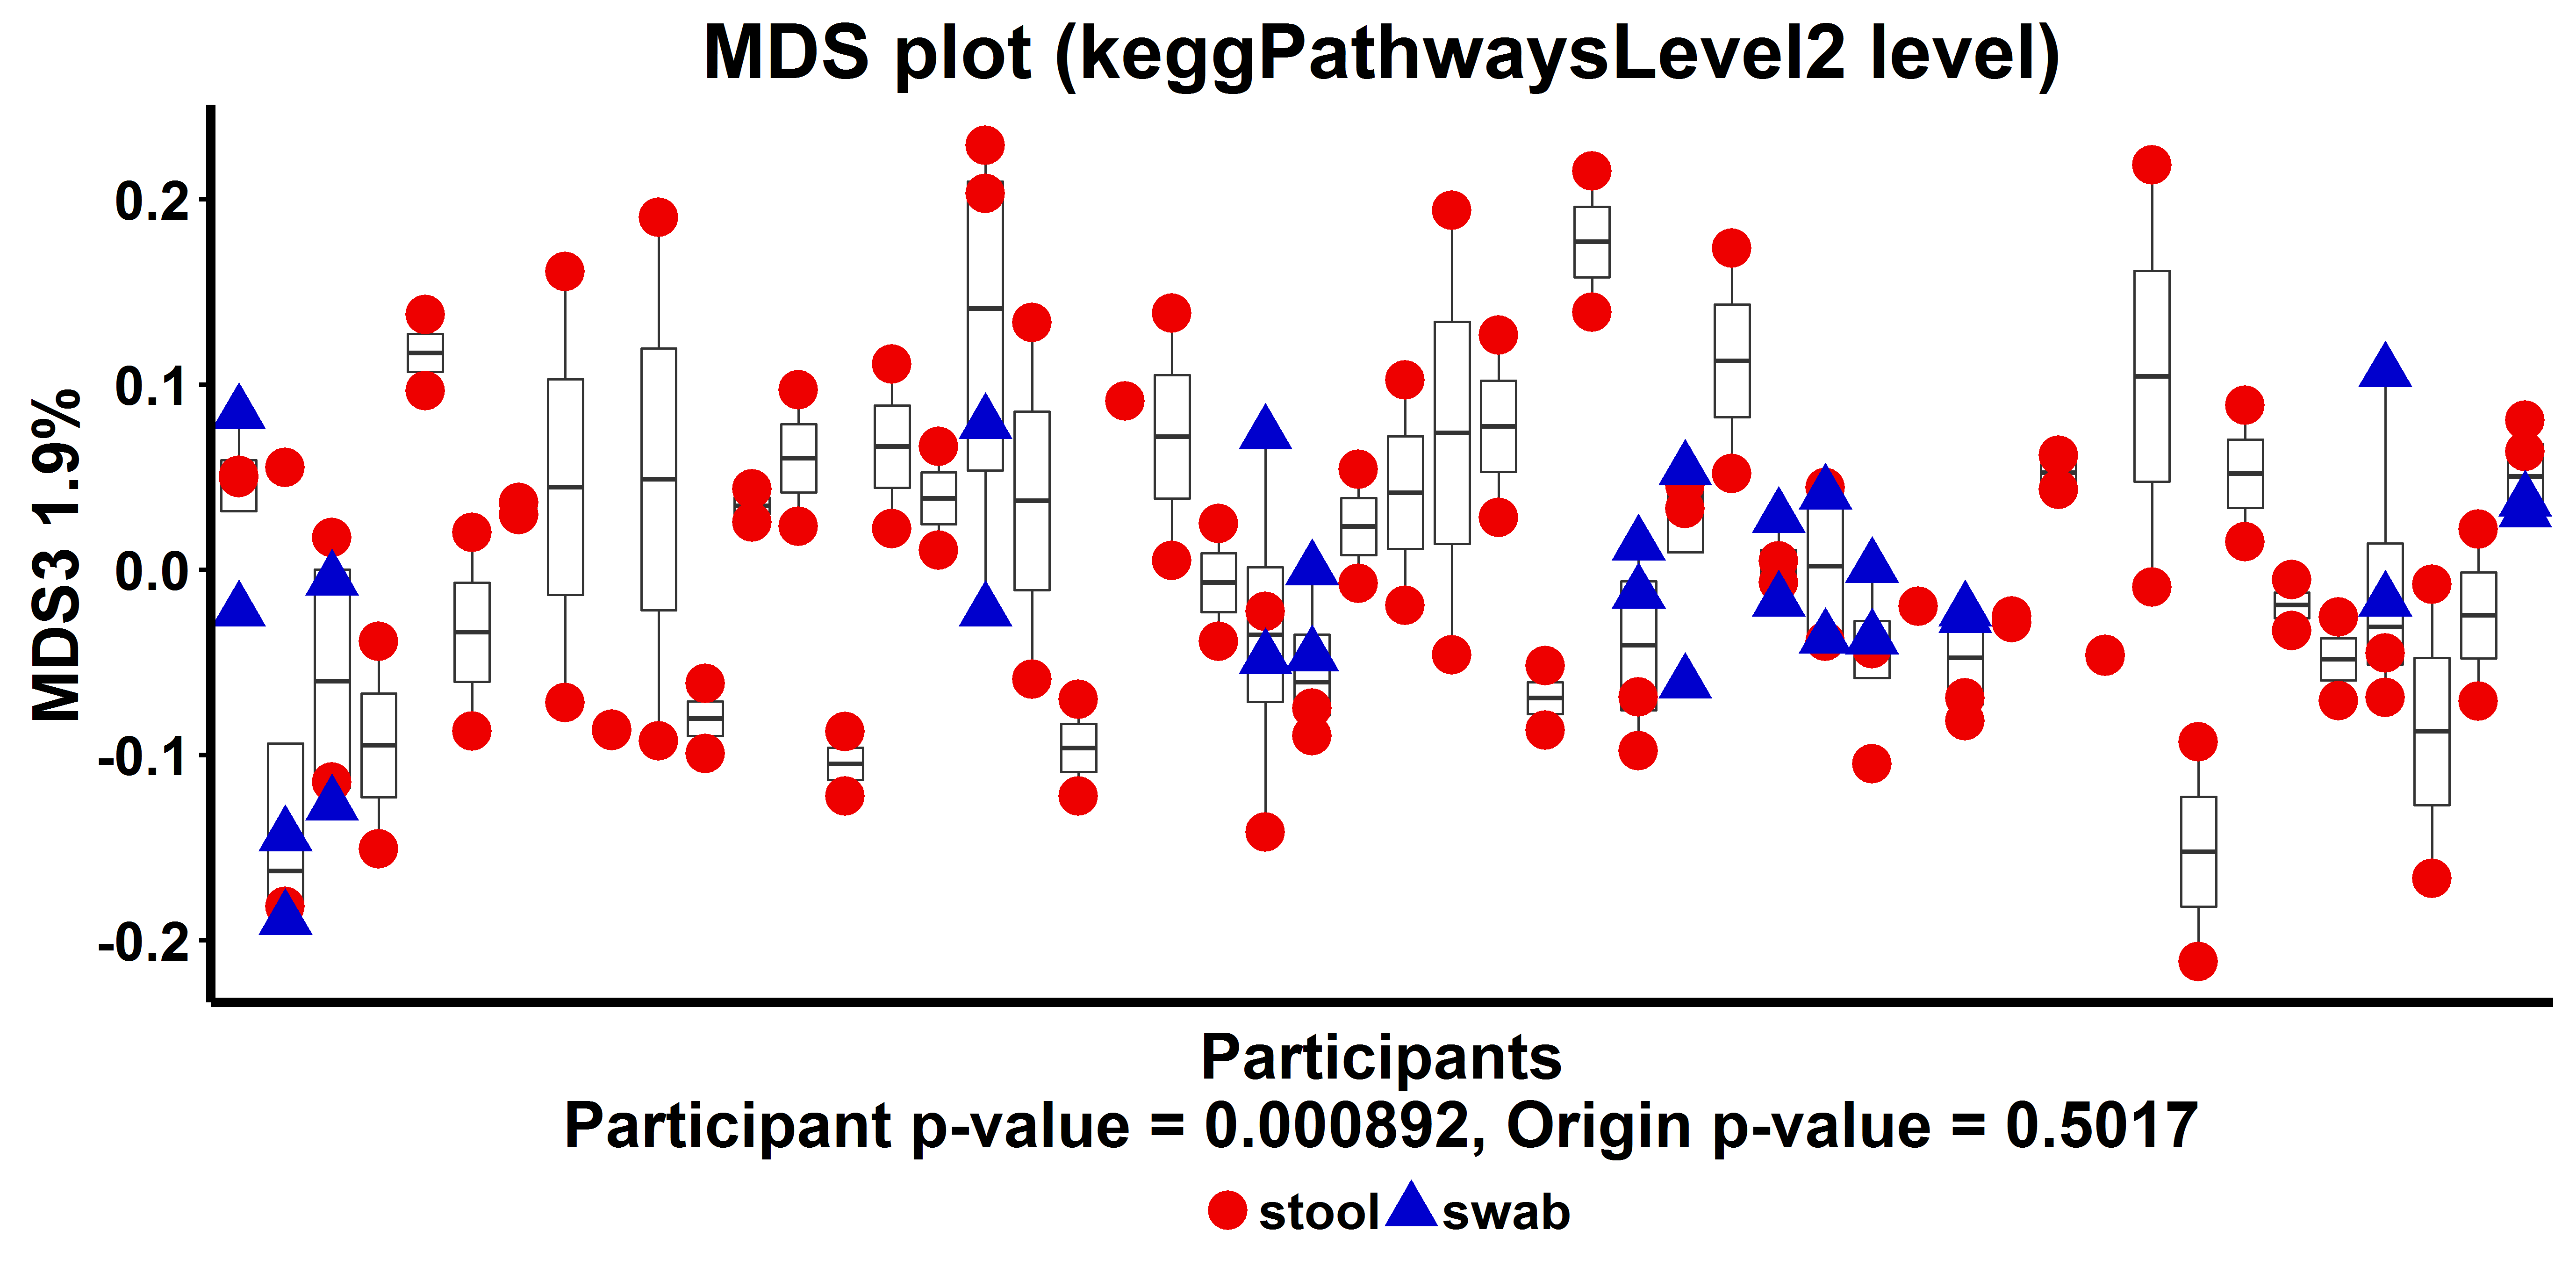 MDS plot (keggPathwaysLevel2 level)
MDS3 1.9%
0.2
0.1
0.0
-0.1
-0.2
Participants
Participant p-value = 0.000892, Origin p-value = 0.5017
stool swab